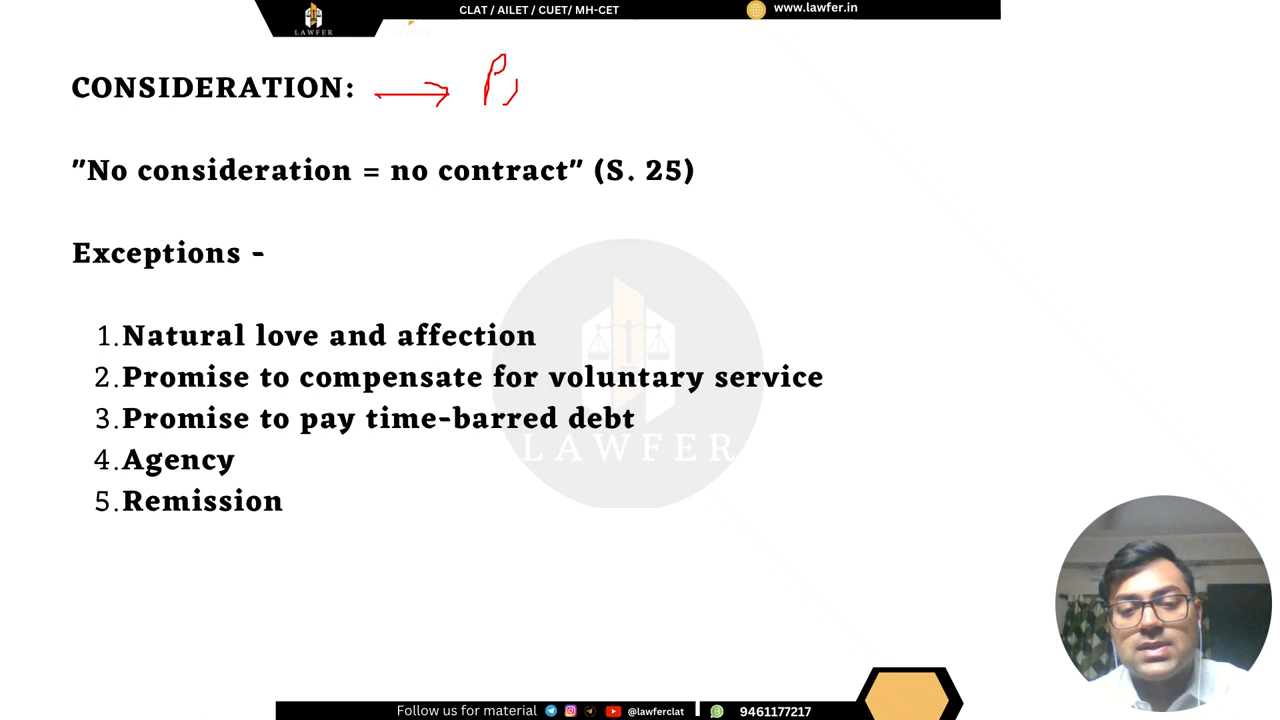 CLAT / AILET / CUET/ MH-CET
www.lawfer.in
LAWFER
CONSIDERATION:
"No consideration = no contract" (S. 25)
Exceptions -
1.Natural love and affection
2.Promise to compensate for voluntary service
3.Promise to pay time-barred debt
4.Agency
5.Remission
LAWFER
Follow us for material @lawferclat 9461177217